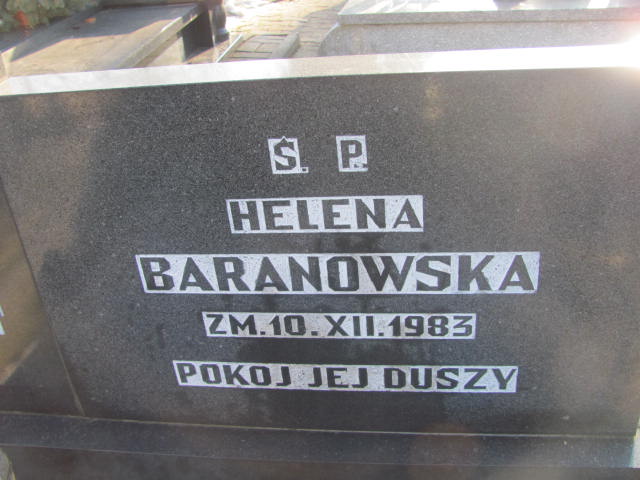 Ś. P.
HELENA
BARANOWSKA
ZM.10.XII.1983
POKOJ JEJ DUSZY